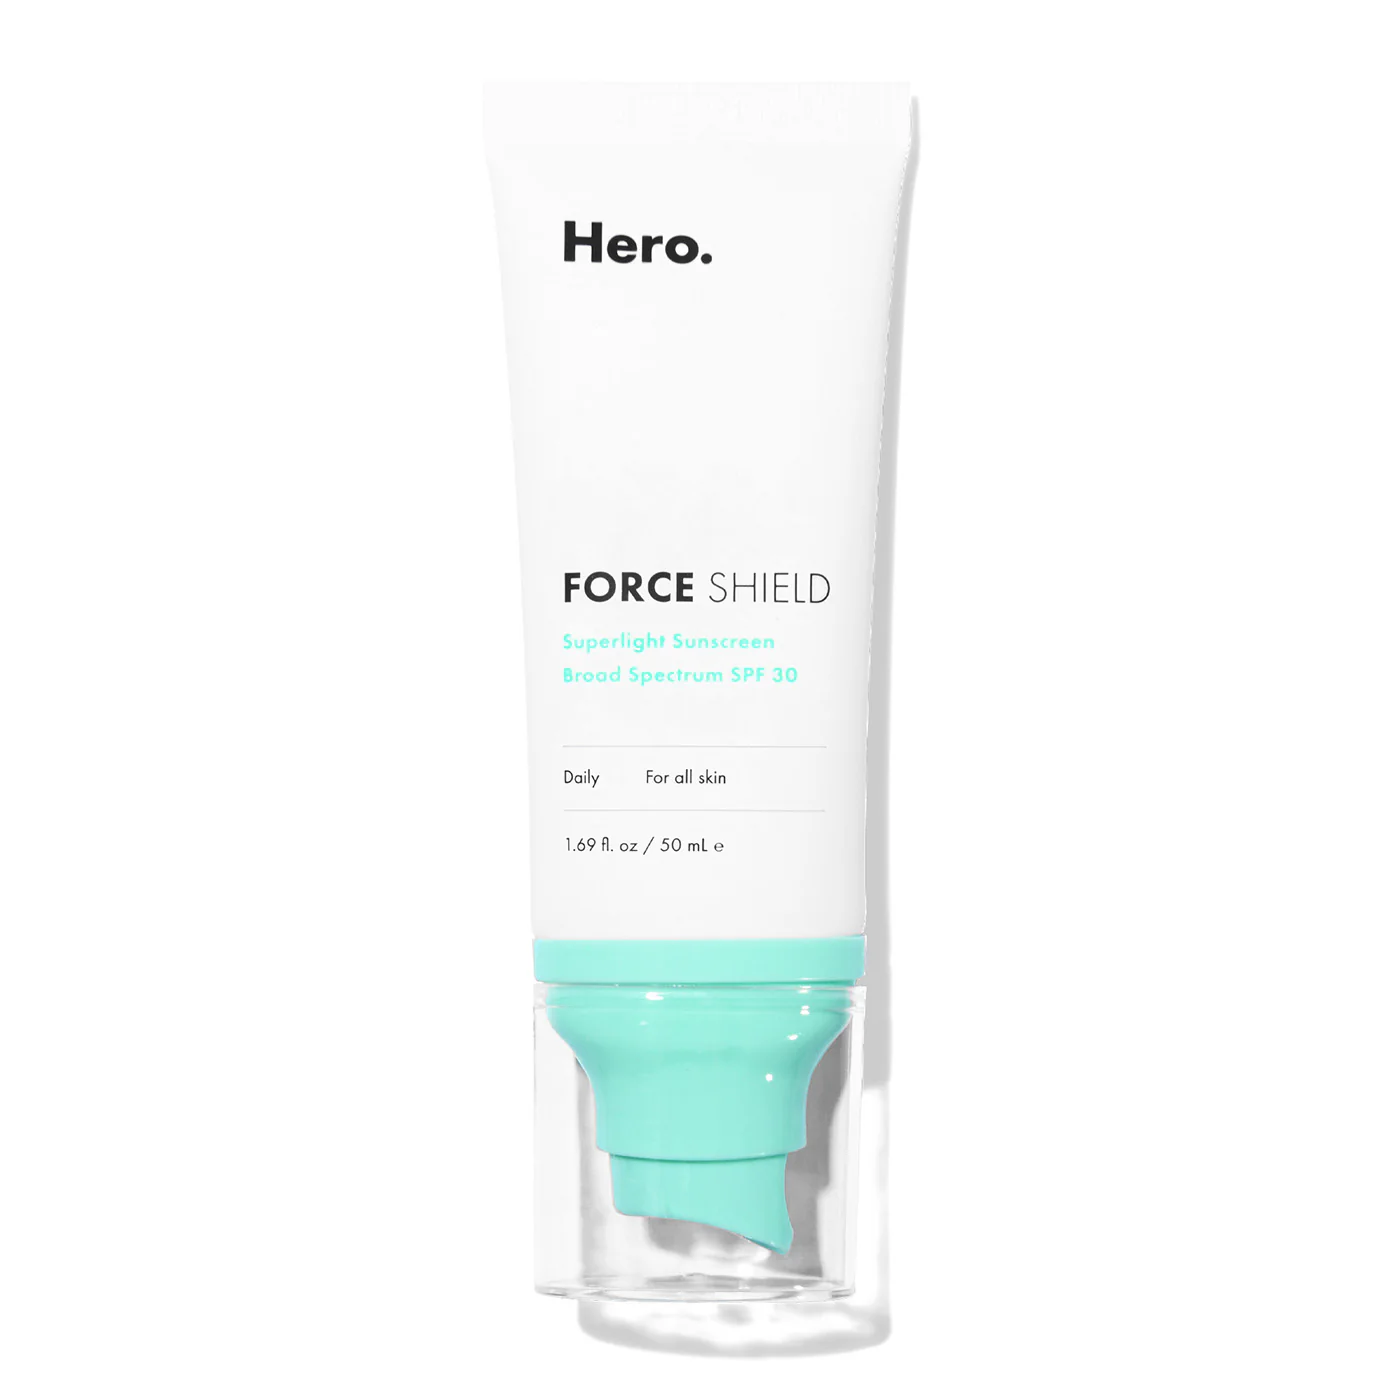 Hero.
FORCE SHIELD
Superlight Sunscreen
Broad Spectrum SPF 30
Daily For all skin
1.69 fl. oz / 50 mL ℮